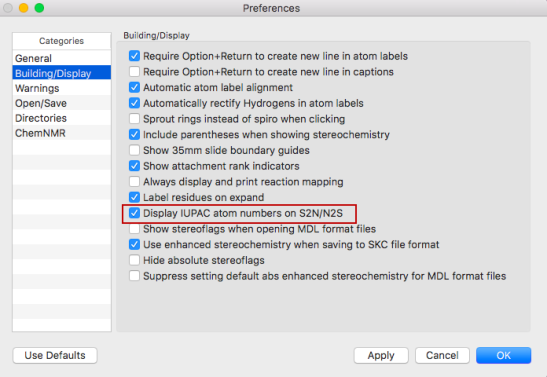 Preferences
Categories
General
Building/Display
Warnings
Open/Save
Directories
ChemNMR
Building/Display
Require Option+Return to create new line in atom labels
Require Option+Return to create new line in captions
Automatic atom label alignment
Automatically rectify Hydrogens in atom labels
Sprout rings instead of spiro when clicking
Include parentheses when showing stereochemistry
Show 35mm slide boundary guides
Show attachment rank indicators
Always display and print reaction mapping
Label residues on expand
Display IUPAC atom numbers on S2N/N2S
Show stereoflags when opening MDL format files
Use enhanced stereochemistry when saving to SKC file format
Hide absolute stereoflags
Suppress setting default abs enhanced stereochemistry for MDL format files
Use Defaults
Apply
Cancel
OK